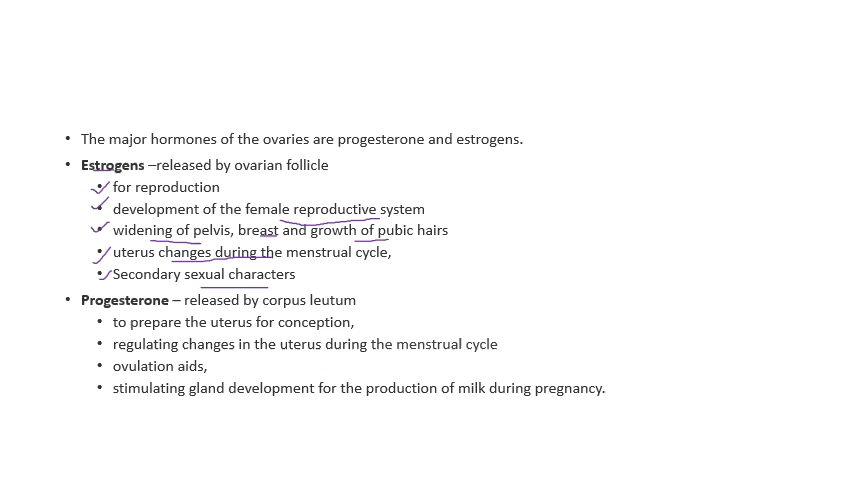 • The major hormones of the ovaries are progesterone and estrogens.
• Estrogens –released by ovarian follicle
• for reproduction
• development of the female reproductive system
• widening of pelvis, breast and growth of pubic hairs
• uterus changes during the menstrual cycle,
• Secondary sexual characters
• Progesterone – released by corpus leutum
• to prepare the uterus for conception,
• regulating changes in the uterus during the menstrual cycle
• ovulation aids,
• stimulating gland development for the production of milk during pregnancy.